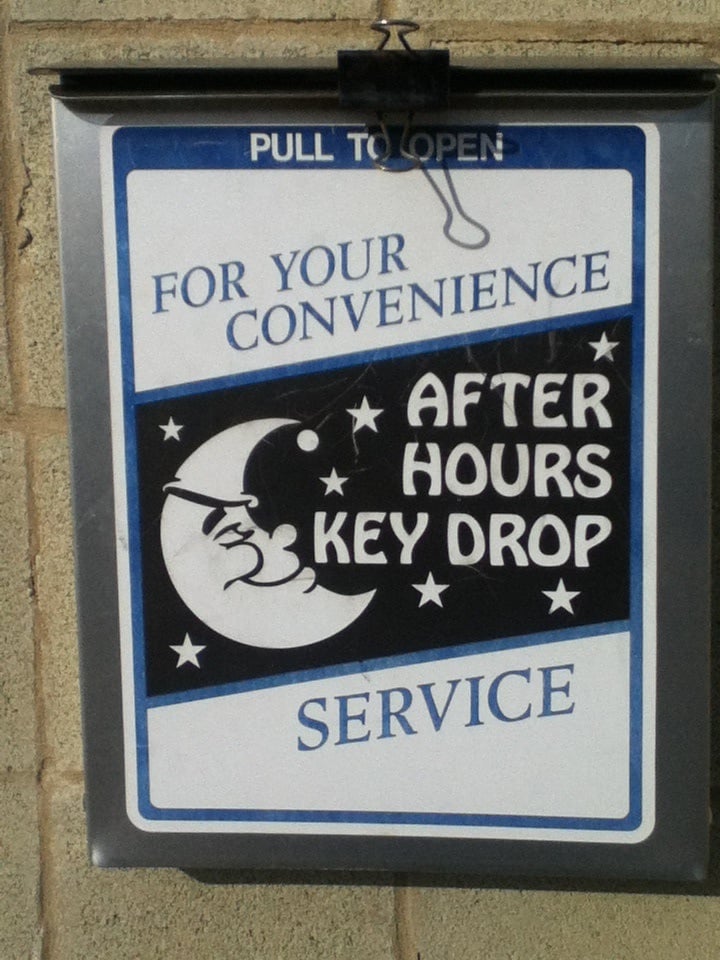 PULL TO OPEN
FOR YOUR
CONVENIENCE
AFTER
HOURS
KEY DROP
SERVICE